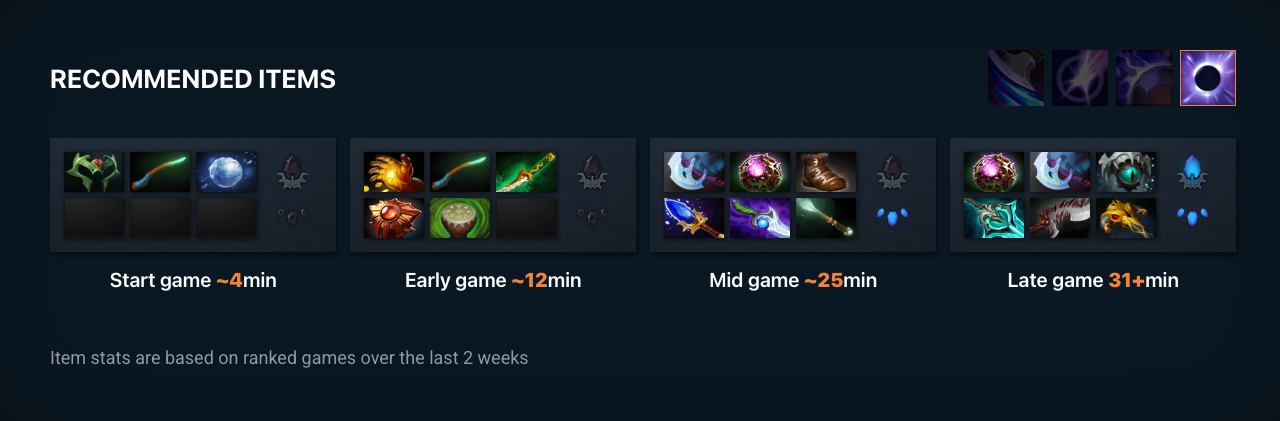 RECOMMENDED ITEMS
Start game ~4min
Early game ~12min
Mid game ~25min
Late game 31+min
Item stats are based on ranked games over the last 2 weeks